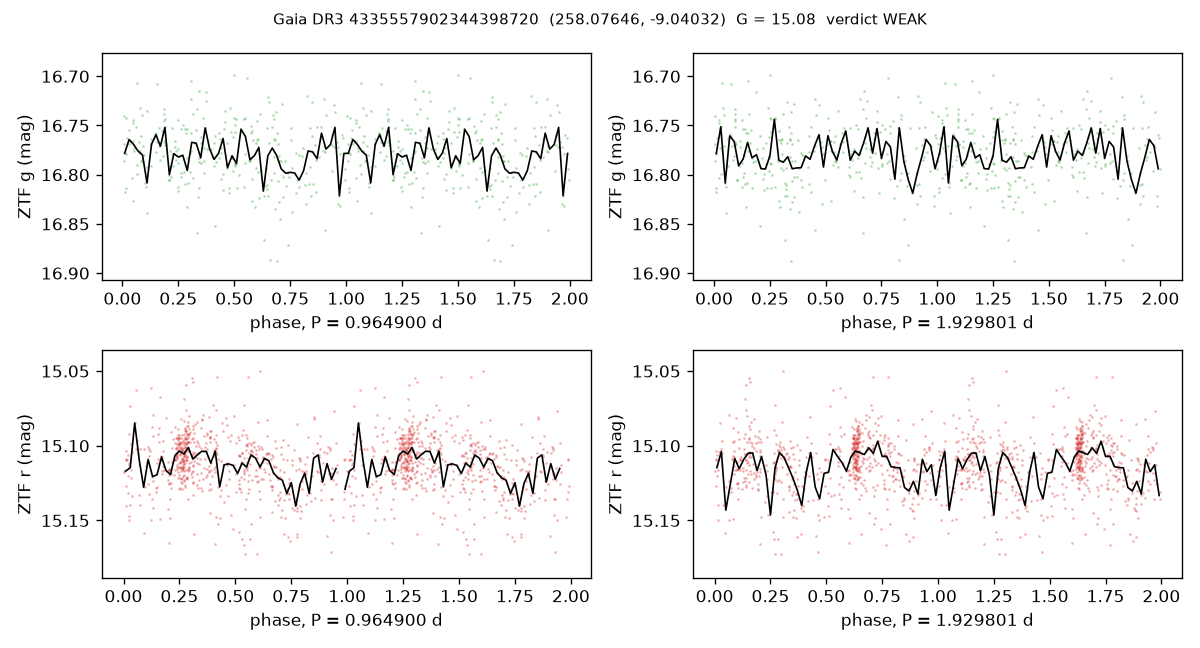 Gaia DR3 4335557902344398720  (258.07646, -9.04032)  G = 15.08  verdict WEAK
ZTF g (mag)
16.70
16.75
16.80
16.85
16.90
0.00 0.25 0.50 0.75 1.00 1.25 1.50 1.75 2.00
phase, P = 0.964900 d
ZTF g (mag)
16.70
16.75
16.80
16.85
16.90
0.00 0.25 0.50 0.75 1.00 1.25 1.50 1.75 2.00
phase, P = 1.929801 d
ZTF r (mag)
15.05
15.10
15.15
0.00 0.25 0.50 0.75 1.00 1.25 1.50 1.75 2.00
phase, P = 0.964900 d
ZTF r (mag)
15.05
15.10
15.15
0.00 0.25 0.50 0.75 1.00 1.25 1.50 1.75 2.00
phase, P = 1.929801 d